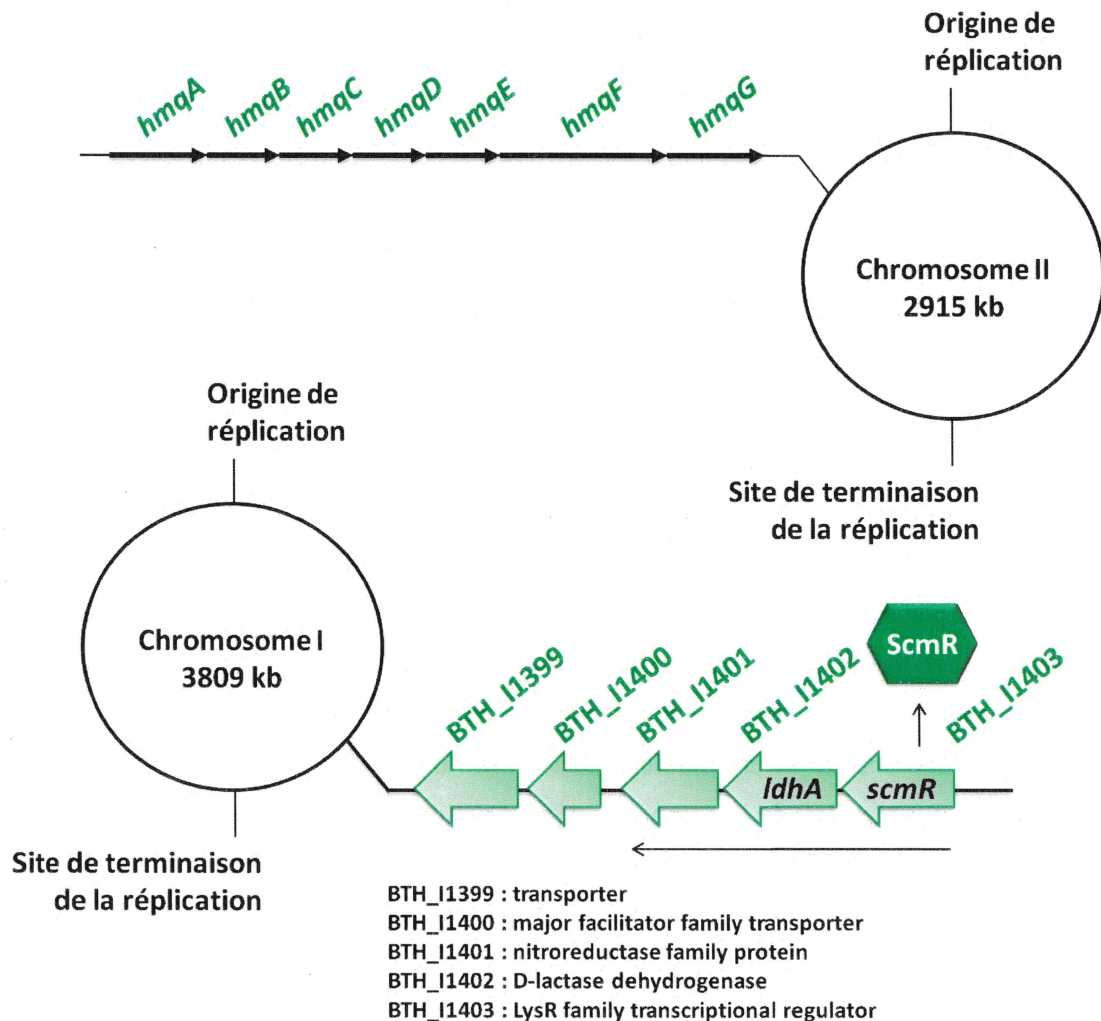 Origine de
réplication
hmqA
hmqB
hmqC
hmqD
hmqE
hmqF
hmqG
Chromosome II
2915 kb
Origine de
réplication
Site de terminaison
de la réplication
Chromosome I
3809 kb
ScmR
BTH_I1399
BTH_I1400
BTH_I1401
BTH_I1402
BTH_I1403
ldhA
scmR
Site de terminaison
de la réplication
BTH_I1399 : transporter
BTH_I1400 : major facilitator family transporter
BTH_I1401 : nitroreductase family protein
BTH_I1402 : D-lactase dehydrogenase
BTH_I1403 : LysR family transcriptional regulator